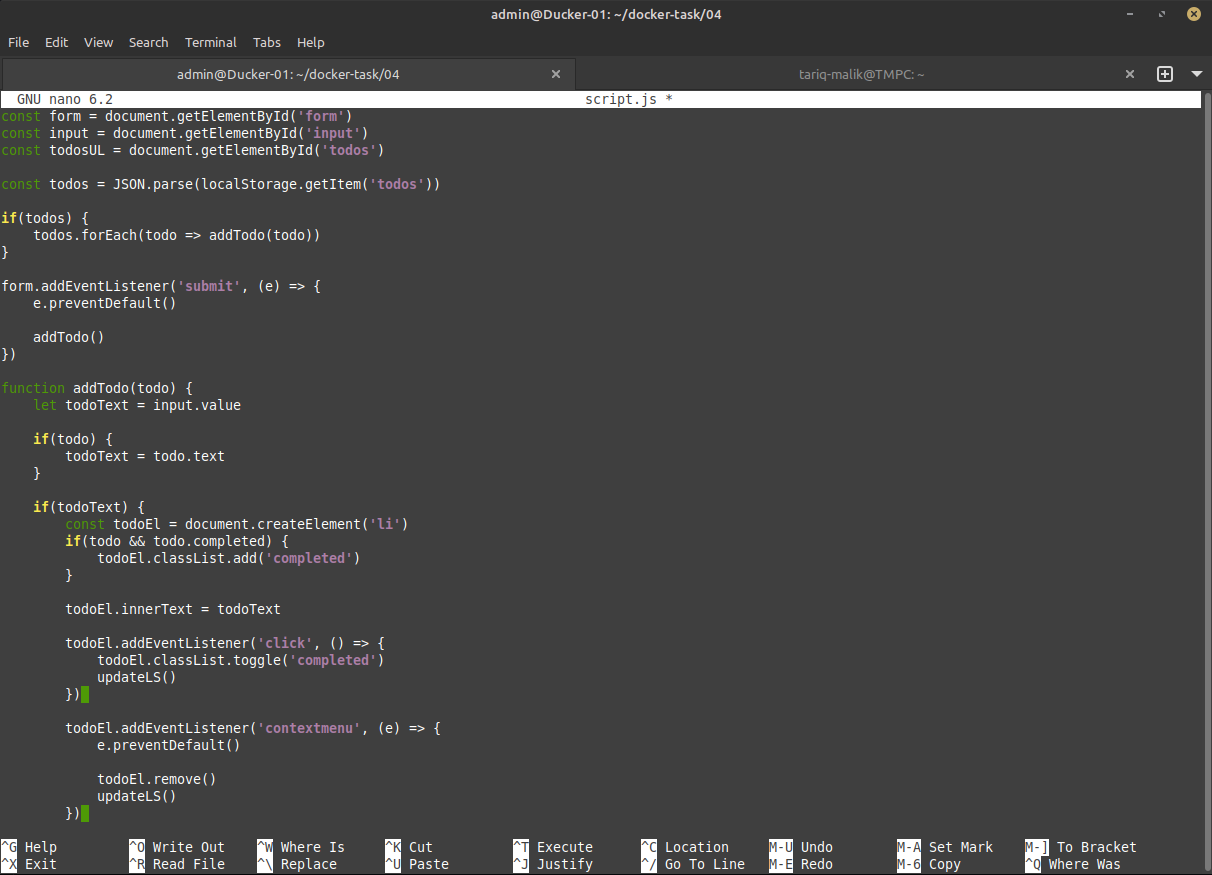 admin@Ducker-01: ~/docker-task/04
File Edit View Search Terminal Tabs Help
admin@Ducker-01: ~/docker-task/04 tariq-malik@TMPC: ~
GNU nano 6.2 script.js *
const form = document.getElementById('form')
const input = document.getElementById('input')
const todosUL = document.getElementById('todos')

const todos = JSON.parse(localStorage.getItem('todos'))

if(todos) {
    todos.forEach(todo => addTodo(todo))
}

form.addEventListener('submit', (e) => {
    e.preventDefault()

    addTodo()
})

function addTodo(todo) {
    let todoText = input.value

    if(todo) {
        todoText = todo.text
    }

    if(todoText) {
        const todoEl = document.createElement('li')
        if(todo && todo.completed) {
            todoEl.classList.add('completed')
        }

        todoEl.innerText = todoText

        todoEl.addEventListener('click', () => {
            todoEl.classList.toggle('completed')
            updateLS()
        })

        todoEl.addEventListener('contextmenu', (e) => {
            e.preventDefault()

            todoEl.remove()
            updateLS()
        })

^G Help ^O Write Out ^W Where Is ^K Cut ^T Execute ^C Location M-U Undo M-A Set Mark M-] To Bracket
^X Exit ^R Read File ^\ Replace ^U Paste ^J Justify ^/ Go To Line M-E Redo M-6 Copy ^Q Where Was